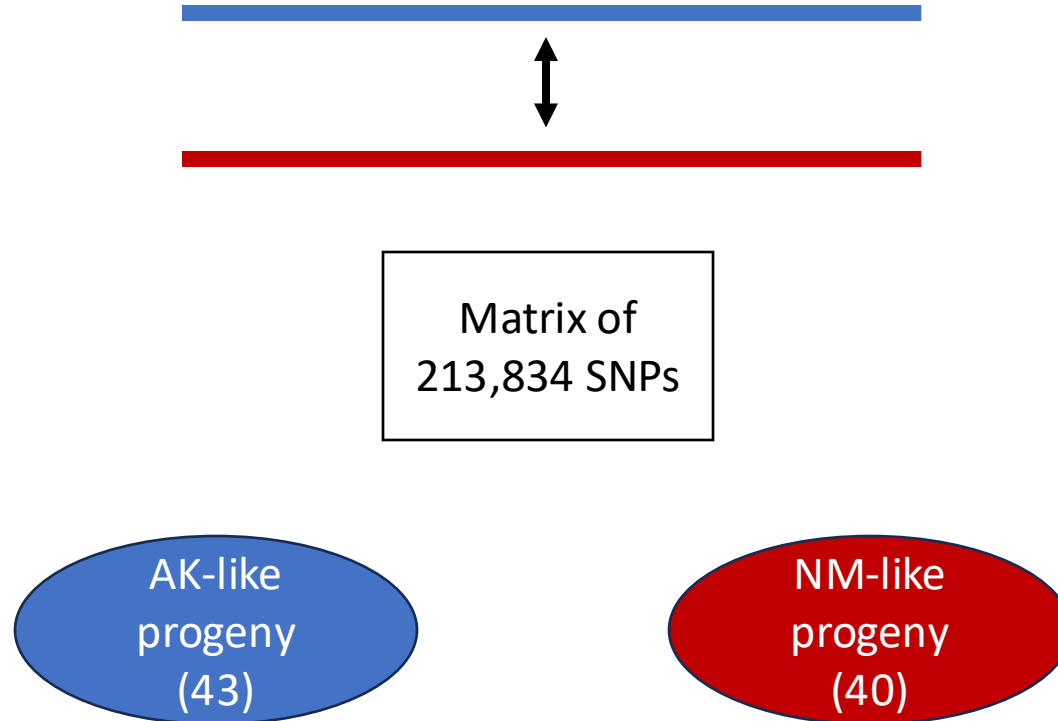 Matrix of
213,834 SNPs
AK-like
progeny
(43)
NM-like
progeny
(40)